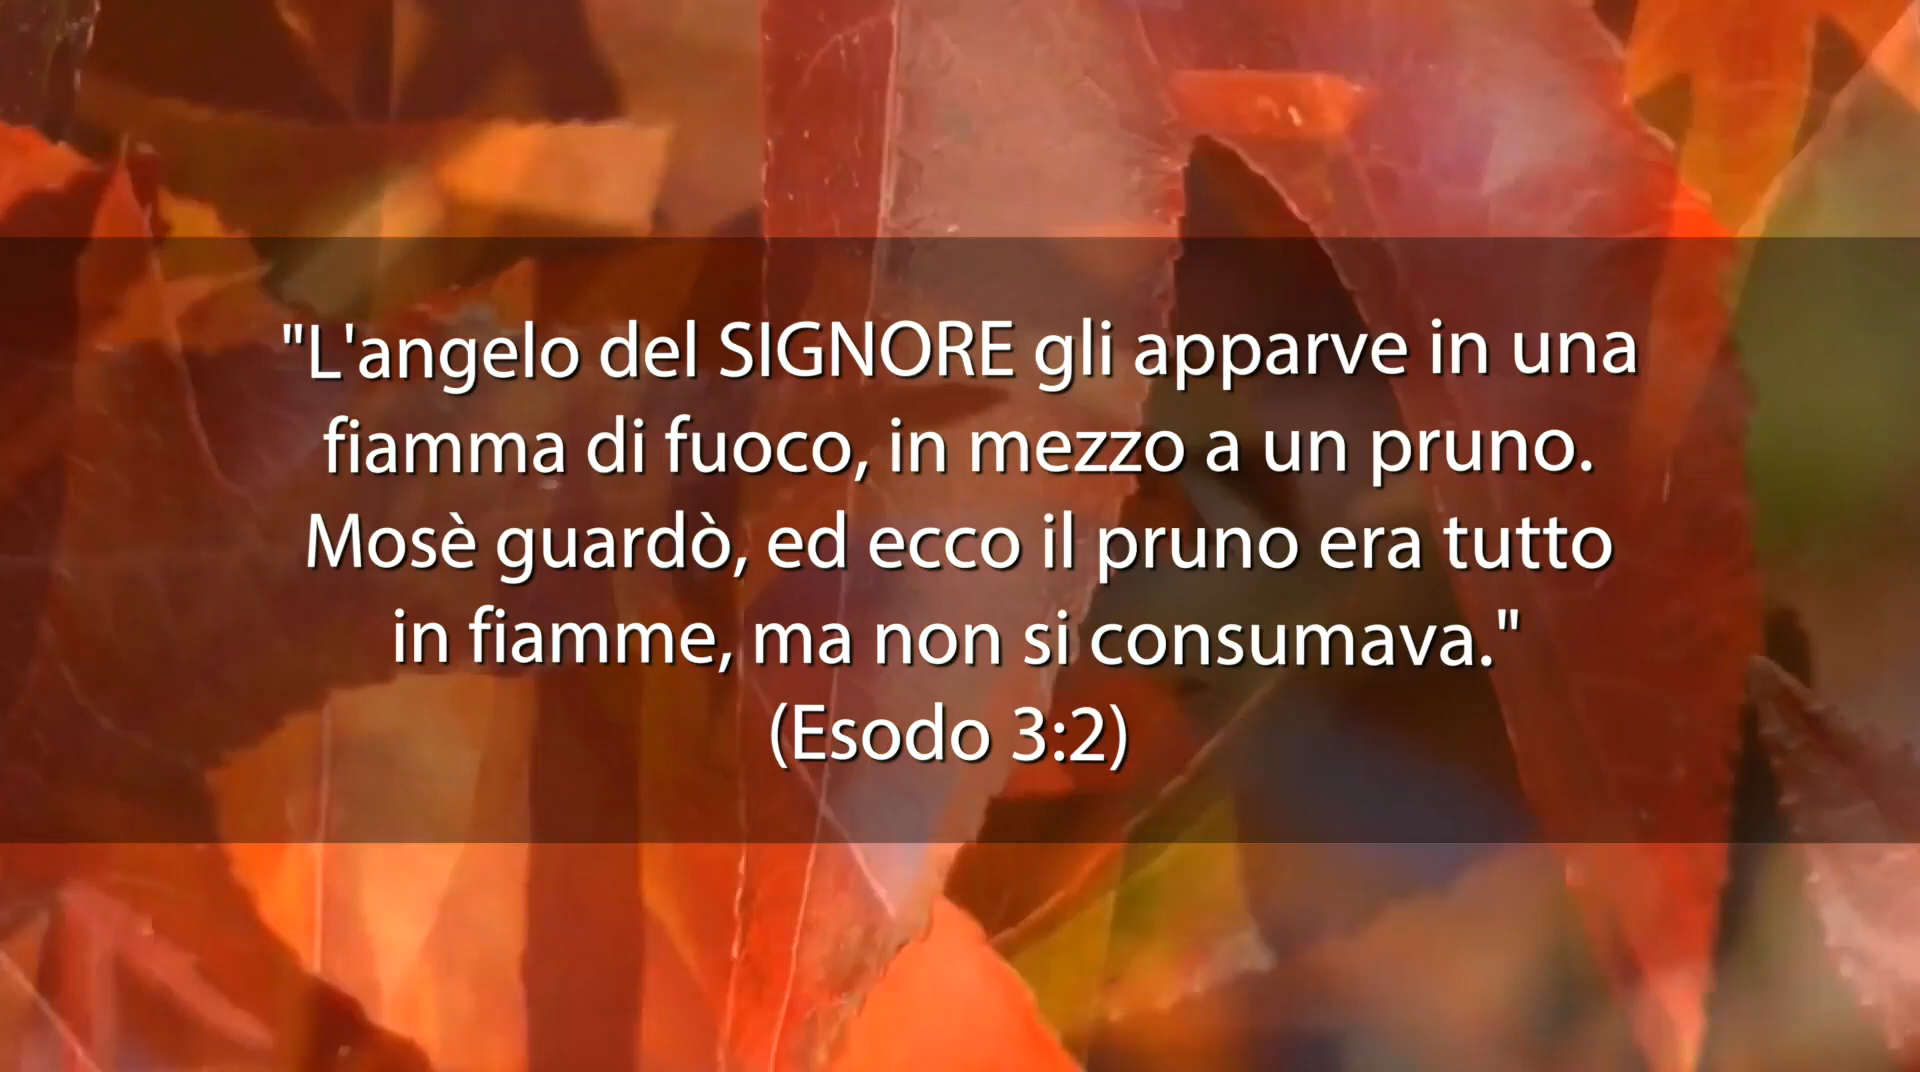 "L'angelo del SIGNORE gli apparve in una
fiamma di fuoco, in mezzo a un pruno.
Mosè guardò, ed ecco il pruno era tutto
in fiamme, ma non si consumava."
(Esodo 3:2)